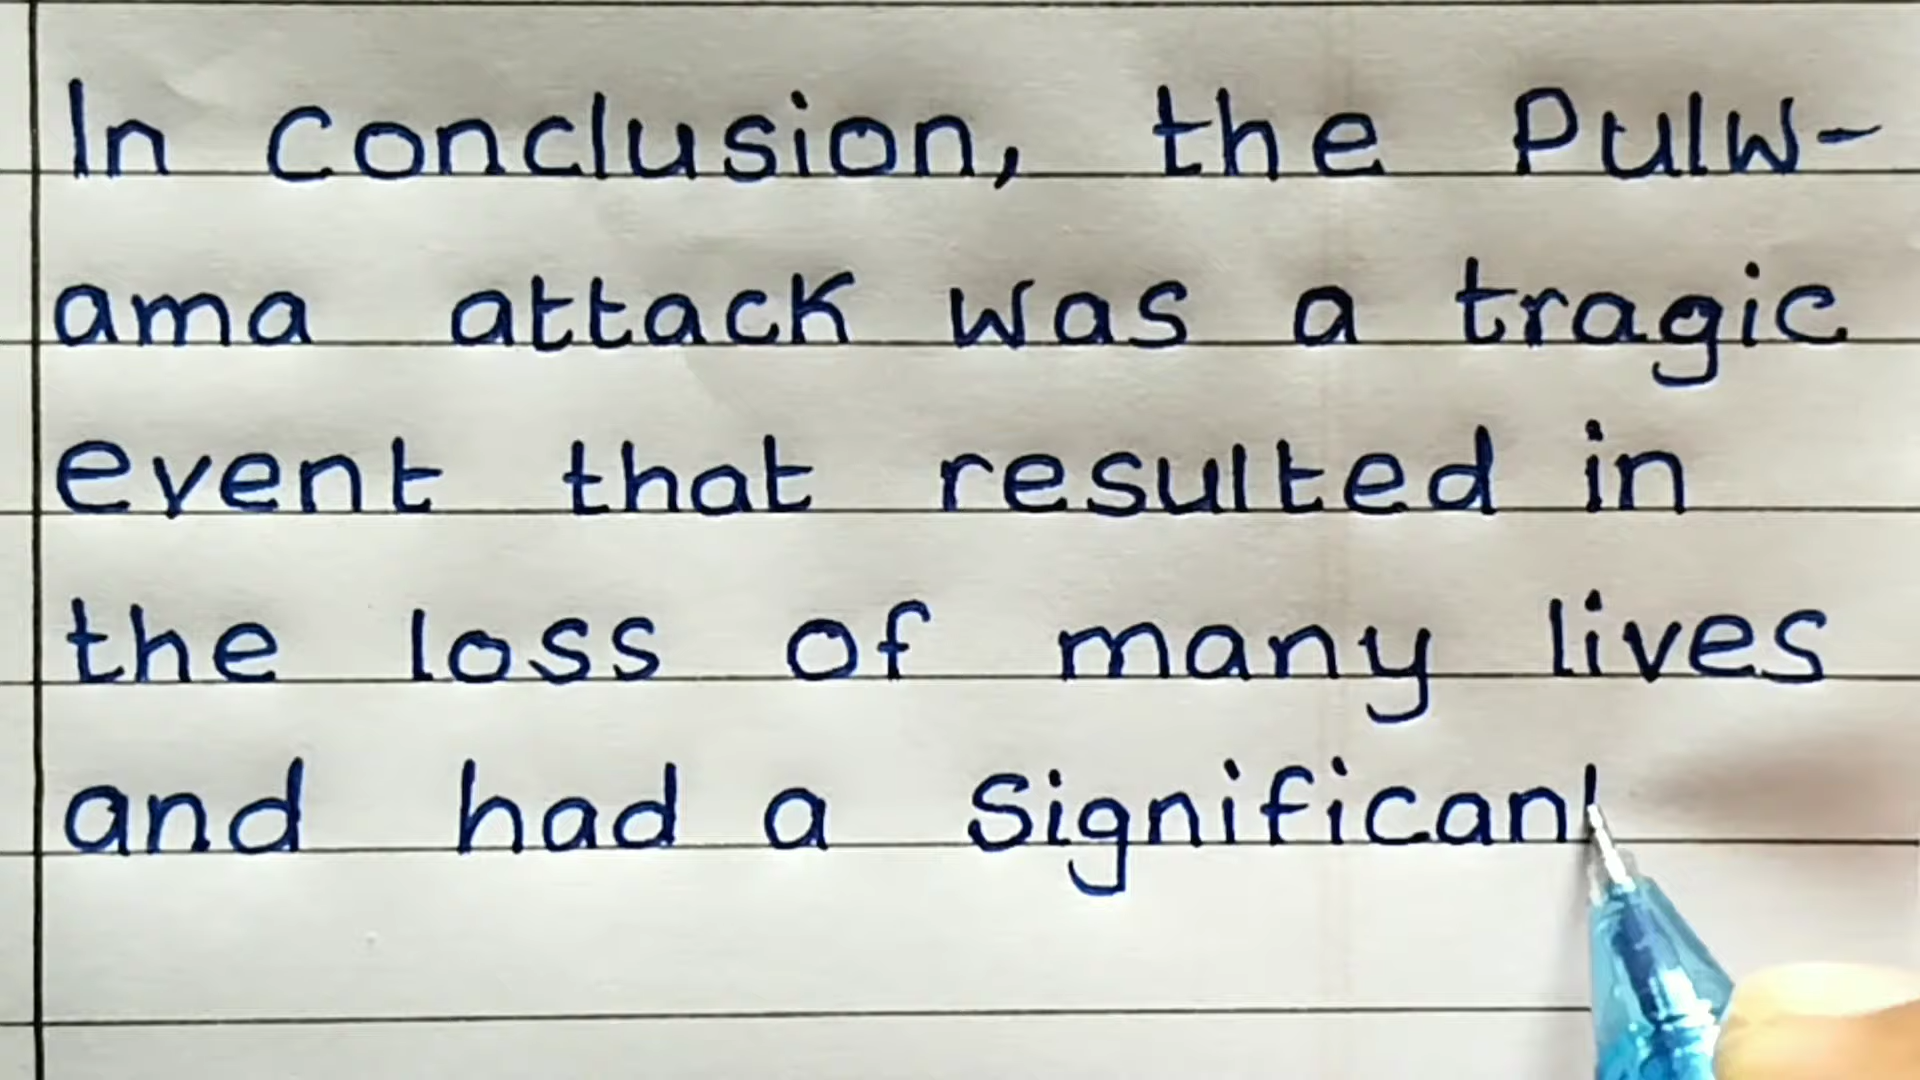 In conclusion, the Pulw-
ama attack was a tragic
event that resulted in
the loss of many lives
and had a significant